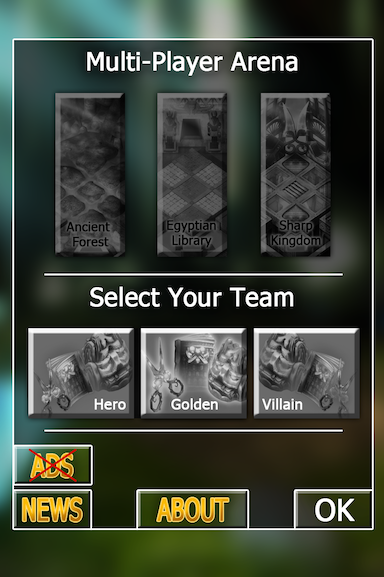 Multi-Player Arena
Ancient
Forest
Egyptian
Library
Sharp
Kingdom
Select Your Team
Hero
Golden
Villain
ADS
NEWS
ABOUT
OK